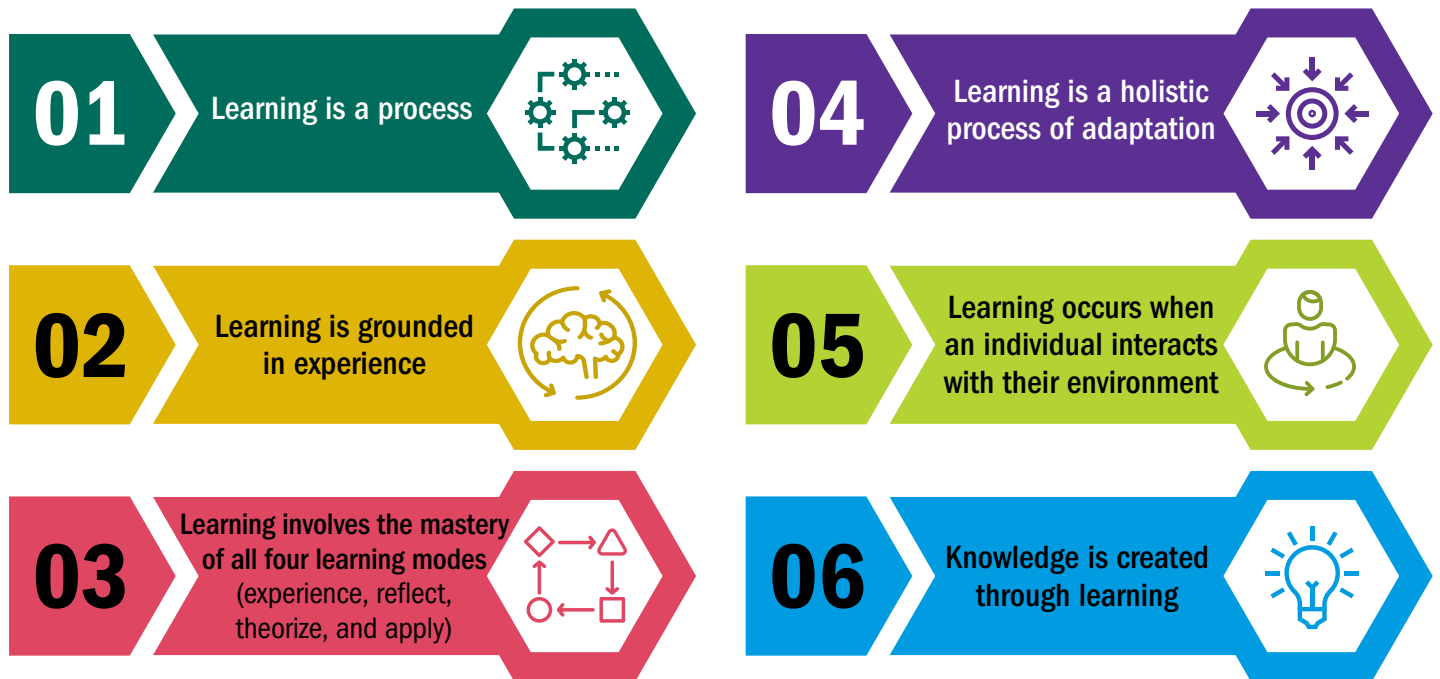 01
Learning is a process
02
Learning is grounded
in experience
03
Learning involves the mastery
of all four learning modes
(experience, reflect,
theorize, and apply)
04
Learning is a holistic
process of adaptation
05
Learning occurs when
an individual interacts
with their environment
06
Knowledge is created
through learning